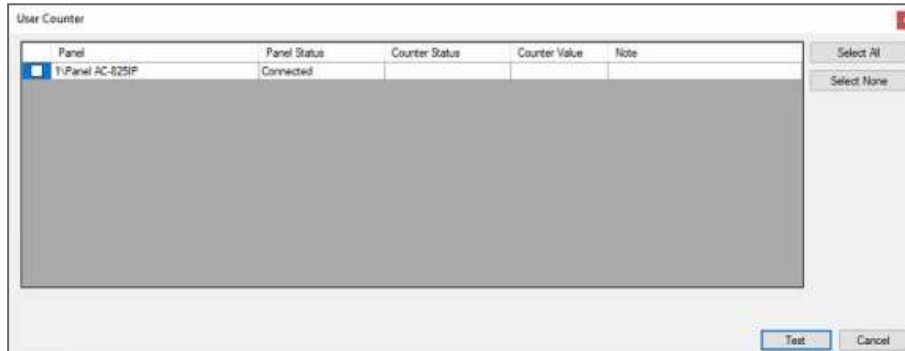 User Counter
Panel Panel Status Counter Status Counter Value Note
1\Panel AC-825IP Connected
Select All
Select None
Test Cancel